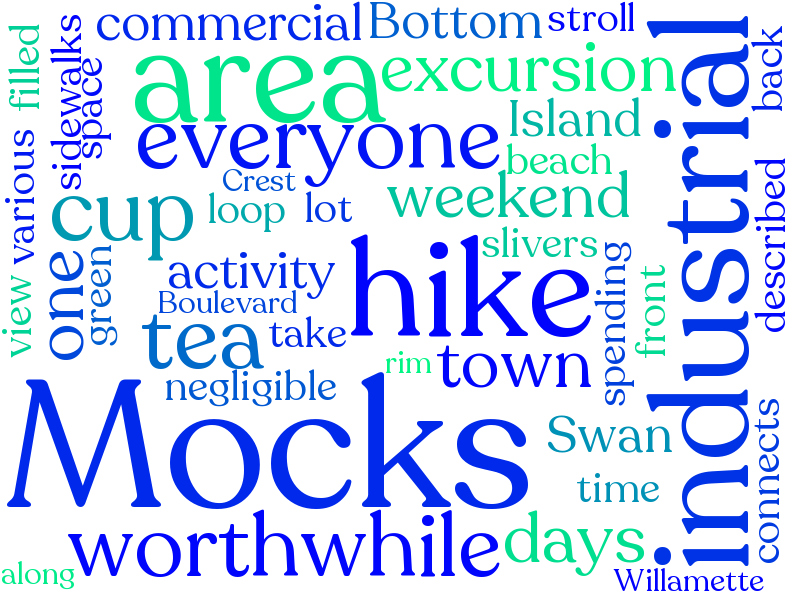 commercial
Bottom
stroll
filled
sidewalks
space
area
excursion
industrial
back
everyone
Island
various
beach
Crest
weekend
cup
loop
lot
described
slivers
one
green
activity
hike
view
Boulevard
tea
take
spending
front
rim
town
negligible
Mocks
Swan
connects
time
worthwhile
days
along
Willamette